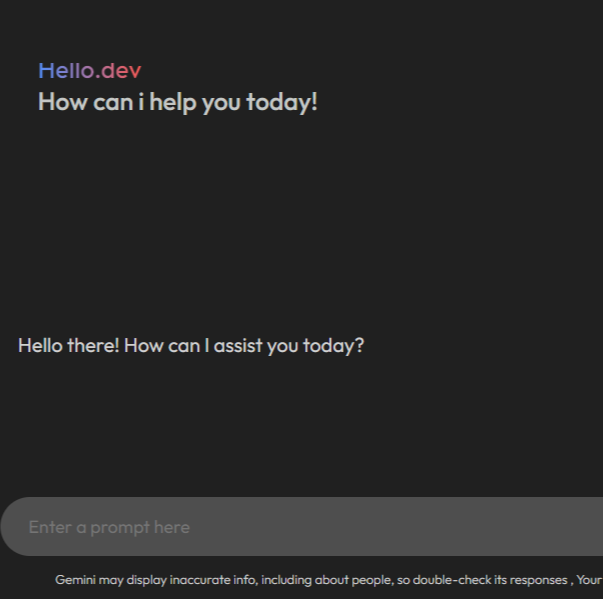 Hello.dev
How can i help you today!
Hello there! How can I assist you today?
Enter a prompt here
Gemini may display inaccurate info, including about people, so double-check its responses , Your